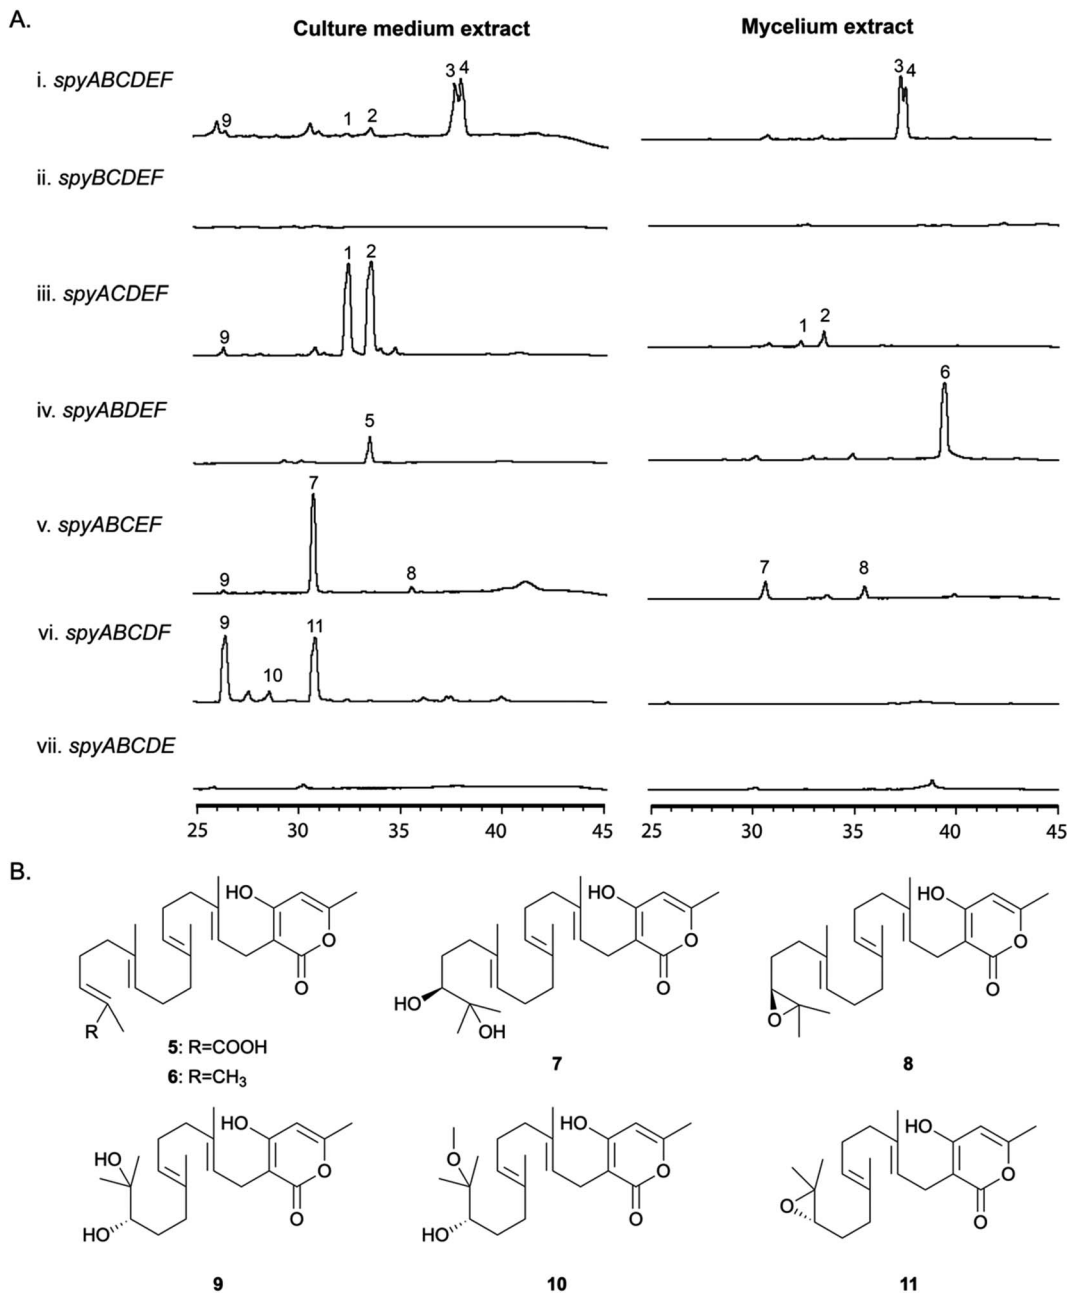 A.
Culture medium extract Mycelium extract
i. spyABCDEF
9 1 2 3 4 3 4
ii. spyBCDEF
iii. spyACDEF
9 1 2 1 2
iv. spyABDEF
5 6
v. spyABCEF
9 7 8 7 8
vi. spyABCDF
9 10 11
vii. spyABCDE
25 30 35 40 45 25 30 35 40 45
B.
HO O O R
5: R=COOH
6: R=CH3
HO O O HO OH
7
HO O O O
8
HO O O HO HO
9
HO O O O HO
10
HO O O O
11